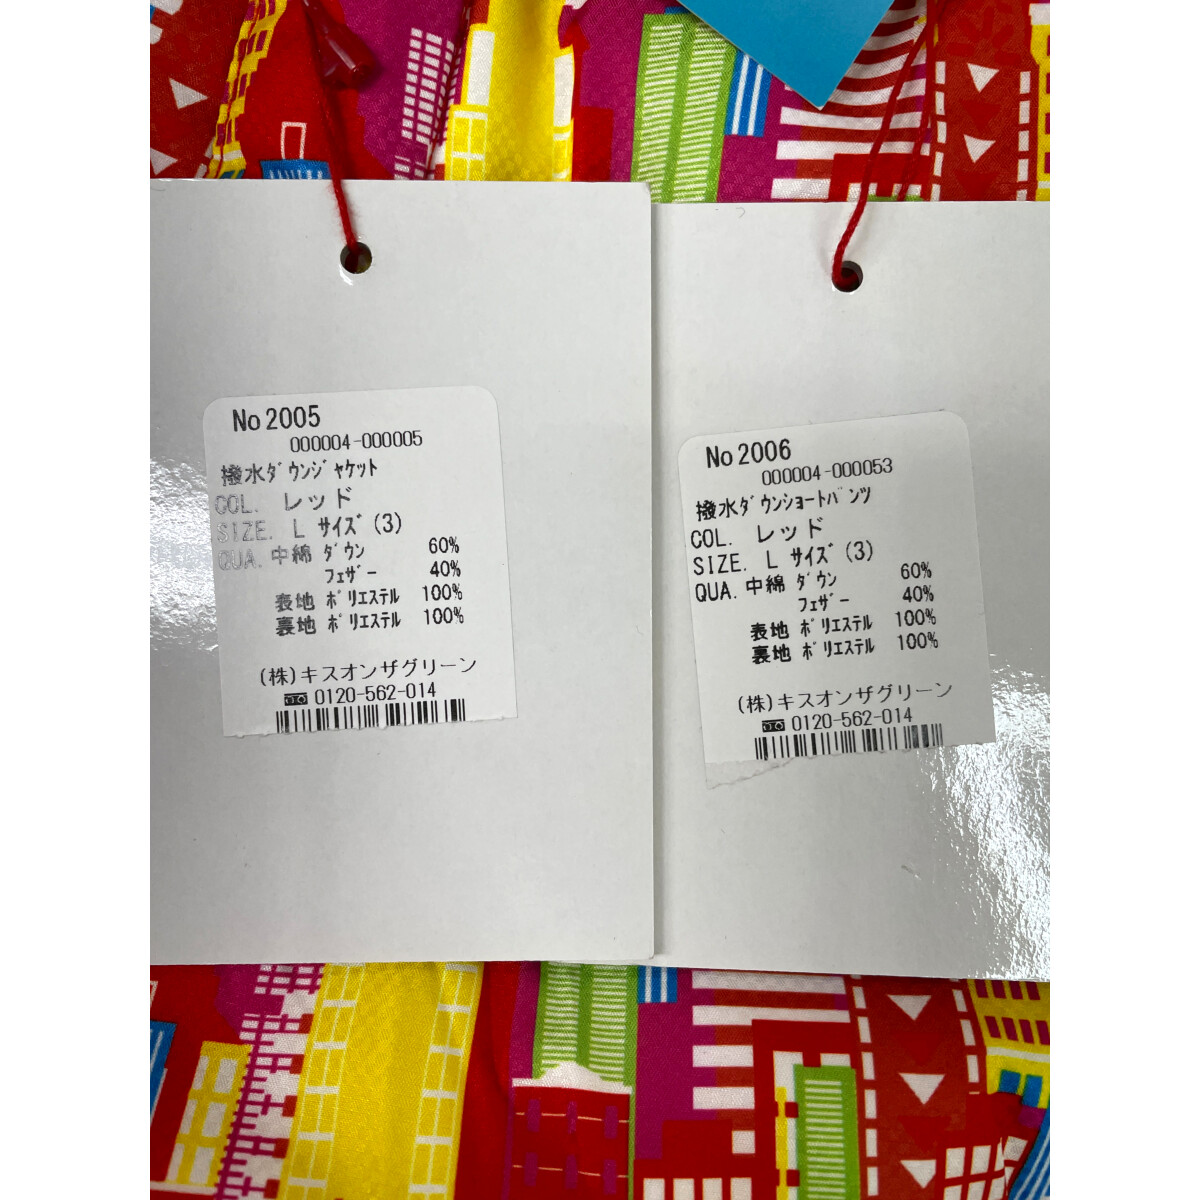 No 2005
000004-000005
撥水ﾀﾞｳﾝｼﾞｬｹｯﾄ
COL. レッド
SIZE. L ｻｲｽﾞ(3)
QUA. 中綿 ﾀﾞｳﾝ 60%
ﾌｪｻﾞｰ 40%
表地 ﾎﾟﾘｴｽﾃﾙ 100%
裏地 ﾎﾟﾘｴｽﾃﾙ 100%
(株)キスオンザグリーン
0120-562-014
No 2006
000004-000053
撥水ﾀﾞｳﾝｼｮｰﾄﾊﾟﾝﾂ
COL. レッド
SIZE. L ｻｲｽﾞ(3)
QUA. 中綿 ﾀﾞｳﾝ 60%
ﾌｪｻﾞｰ 40%
表地 ﾎﾟﾘｴｽﾃﾙ 100%
裏地 ﾎﾟﾘｴｽﾃﾙ 100%
(株)キスオンザグリーン
0120-562-014